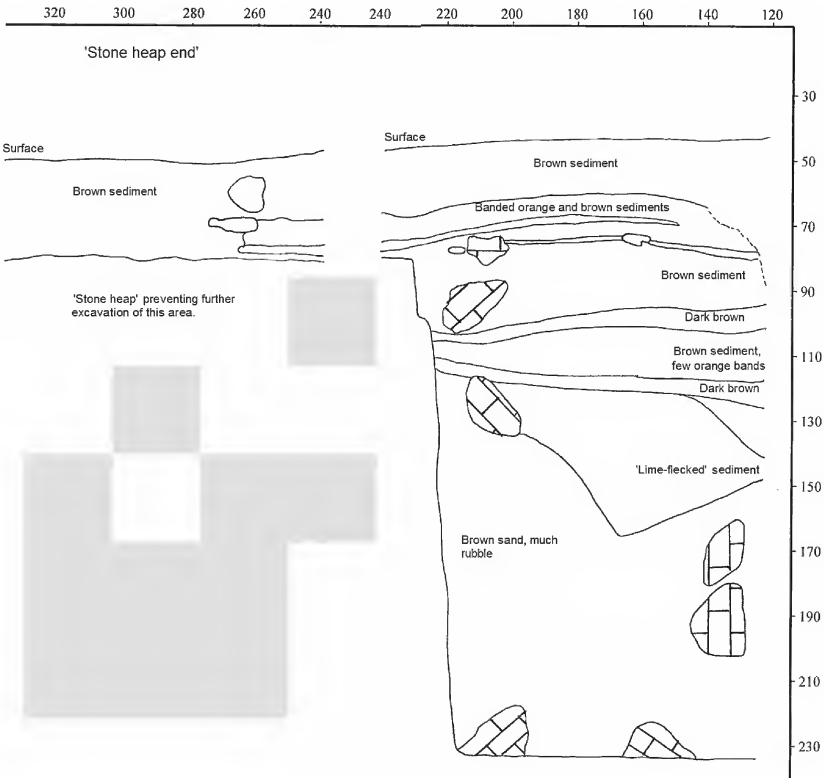 320 300 280 260 240 240 220 200 180 160 140 120
'Stone heap end'
30
Surface
Surface
50
Brown sediment
Brown sediment
Banded orange and brown sediments
70
Brown sediment
90
'Stone heap' preventing further
excavation of this area.
Dark brown
110
Brown sediment,
few orange bands
Dark brown
130
'Lime-flecked' sediment
150
Brown sand, much
rubble
170
190
210
230